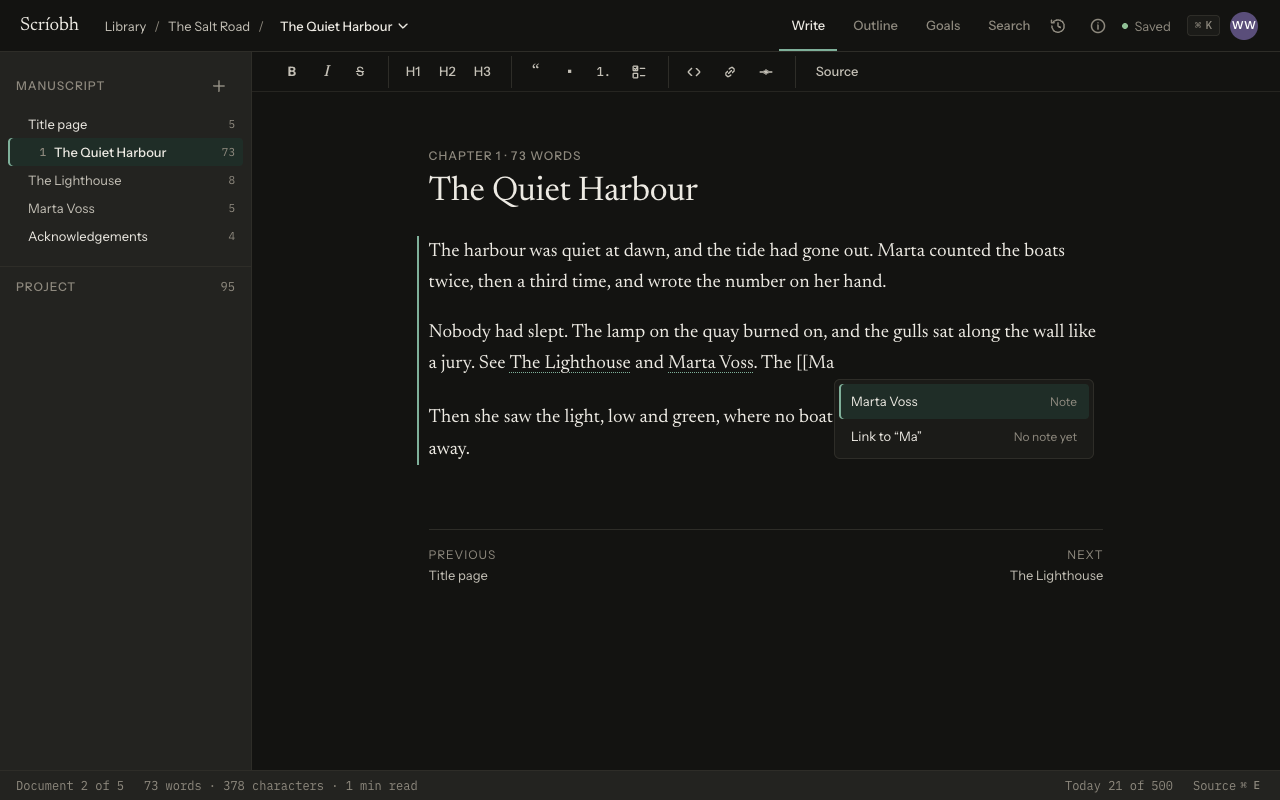 Scríobh
Library / The Salt Road / The Quiet Harbour
Write Outline Goals Search Saved ⌘ K WW
B I S H1 H2 H3 “ ▪ 1. Source
MANUSCRIPT +
Title page 5
1 The Quiet Harbour 73
The Lighthouse 8
Marta Voss 5
Acknowledgements 4
PROJECT 95
CHAPTER 1 · 73 WORDS
The Quiet Harbour
The harbour was quiet at dawn, and the tide had gone out. Marta counted the boats
twice, then a third time, and wrote the number on her hand.
Nobody had slept. The lamp on the quay burned on, and the gulls sat along the wall like
a jury. See The Lighthouse and Marta Voss. The [[Ma
Marta Voss Note
Link to “Ma” No note yet
Then she saw the light, low and green, where no boat
away.
PREVIOUS
Title page
NEXT
The Lighthouse
Document 2 of 5 73 words · 378 characters · 1 min read
Today 21 of 500 Source ⌘ E